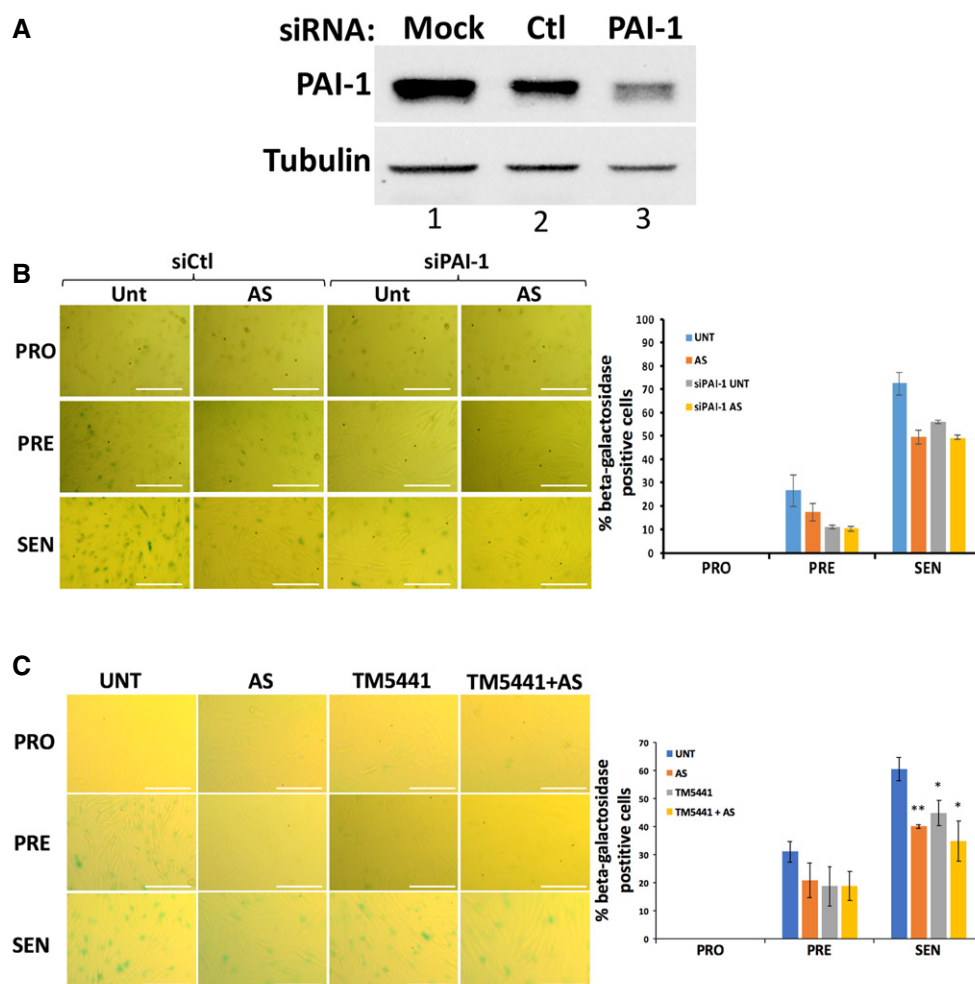 A
siRNA: Mock Ctl PAI-1
PAI-1
Tubulin
1 2 3
B
siCtl siPAI-1
Unt AS Unt AS
PRO
PRE
SEN
% beta-galactosidase
positive cells
100
90
80
70
60
50
40
30
20
10
0
UNT
AS
siPAI-1 UNT
siPAI-1 AS
PRO PRE SEN
C
UNT AS TM5441 TM5441+AS
PRO
PRE
SEN
% beta-galactosidase
postitive cells
70
60
50
40
30
20
10
0
UNT
AS
TM5441
TM5441 + AS
** * *
PRO PRE SEN